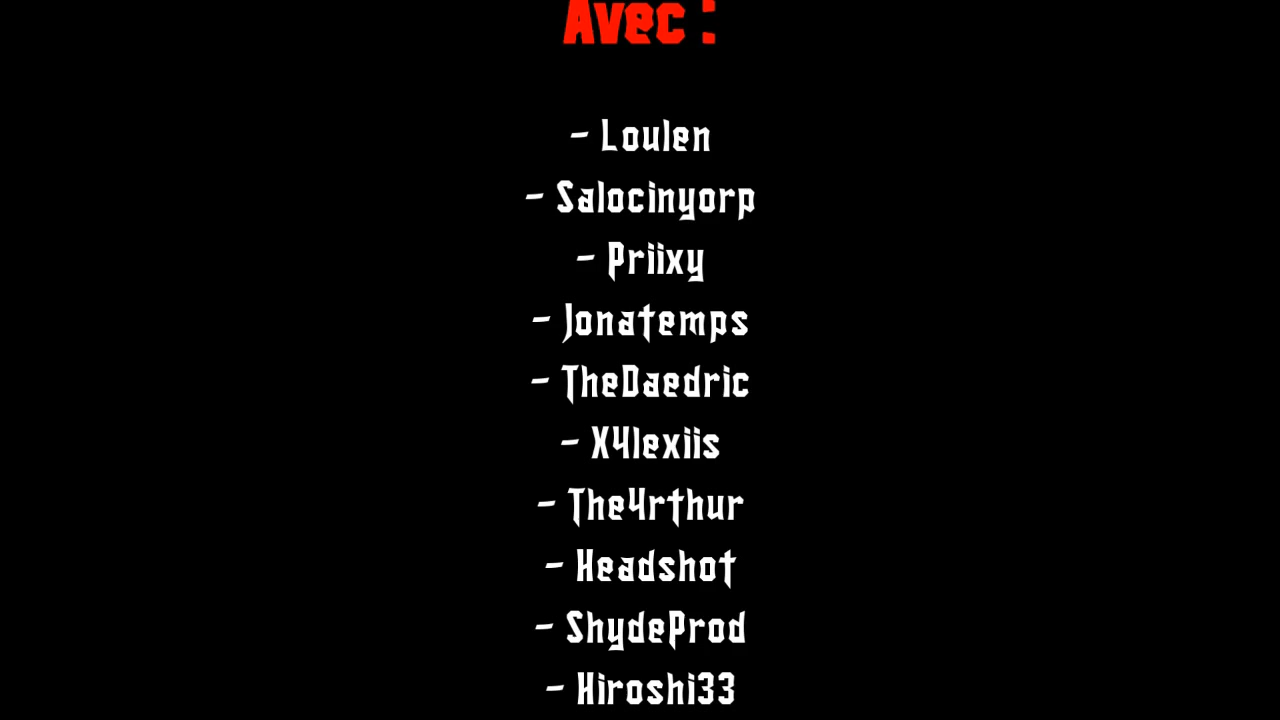 Avec :
- Loulen
- Salocinyorp
- Priixy
- Jonatemps
- TheDaedric
- X4lexiis
- The4rthur
- Headshot
- ShydeProd
- Hiroshi33